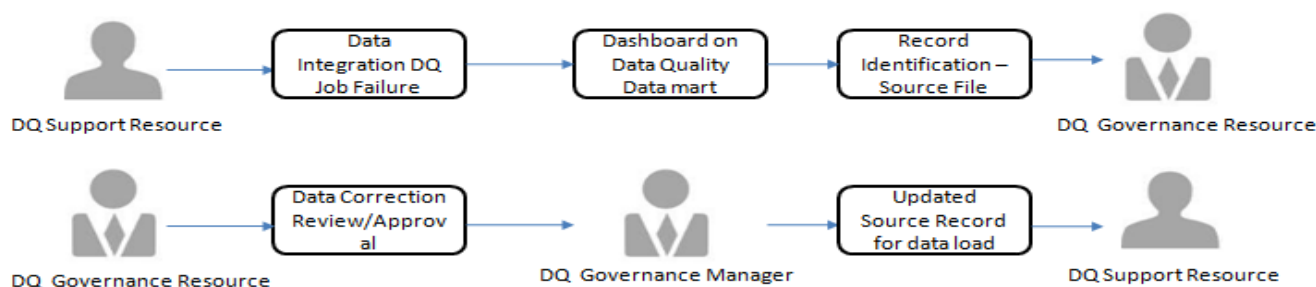 Data
Integration DQ
Job Failure
Dashboard on
Data Quality
Data mart
Record
Identification –
Source File
DQ Support Resource
DQ Governance Resource
Data Correction
Review/Approv
al
Updated
Source Record
for data load
DQ Governance Resource
DQ Governance Manager
DQ Support Resource